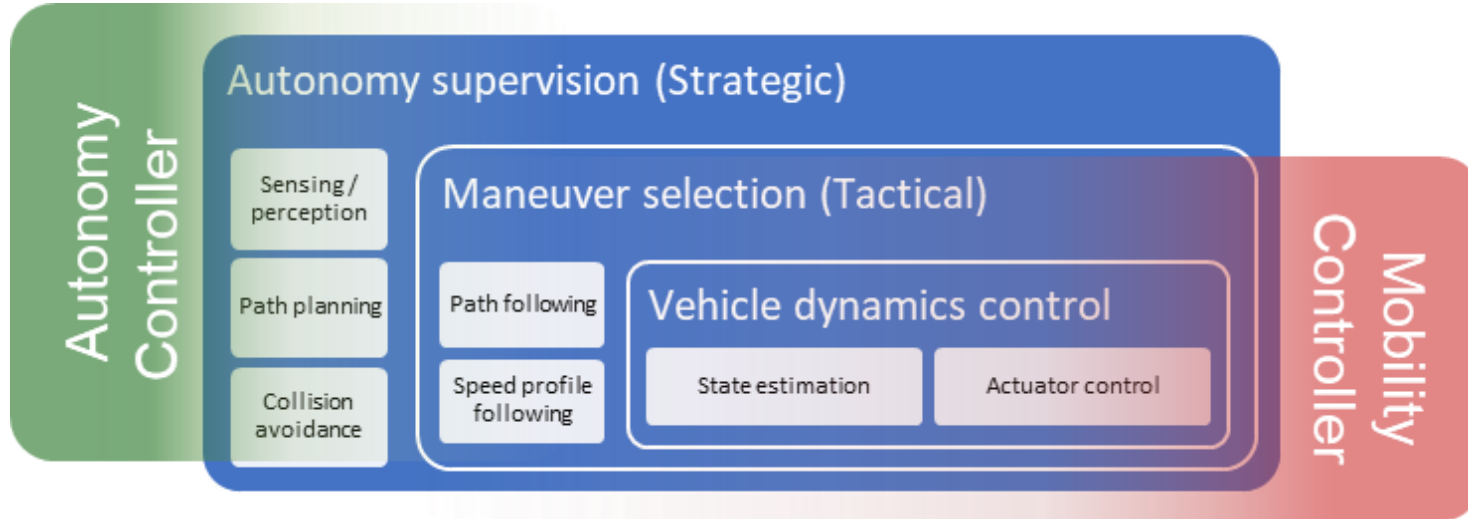 Autonomy
Controller
Autonomy supervision (Strategic)
Sensing /
perception
Path planning
Collision
avoidance
Maneuver selection (Tactical)
Path following
Speed profile
following
Vehicle dynamics control
State estimation
Actuator control
Mobility
Controller